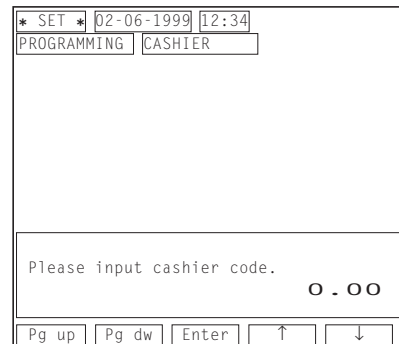 * SET * 02-06-1999 12:34
PROGRAMMING CASHIER
Please input cashier code.
0.00
Pg up Pg dw Enter ↑ ↓